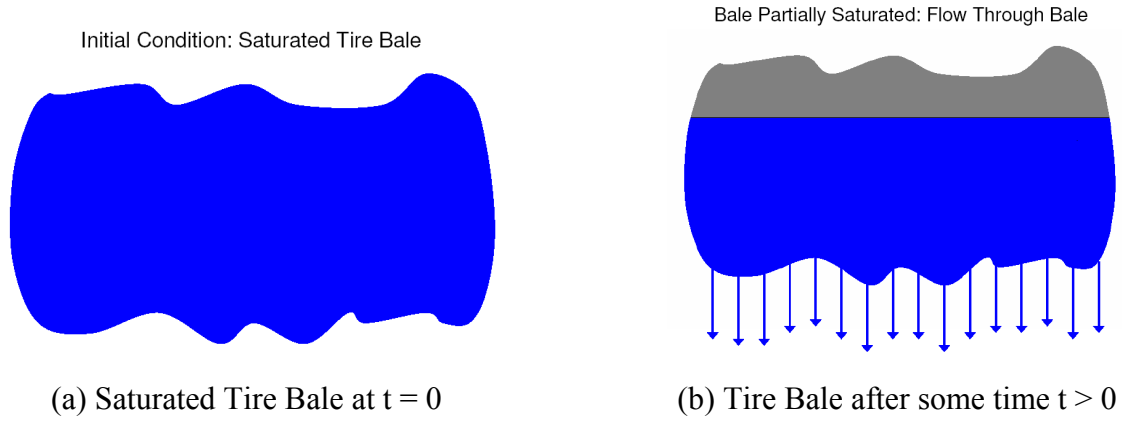 Initial Condition: Saturated Tire Bale
Bale Partially Saturated: Flow Through Bale
(a) Saturated Tire Bale at t = 0
(b) Tire Bale after some time t > 0